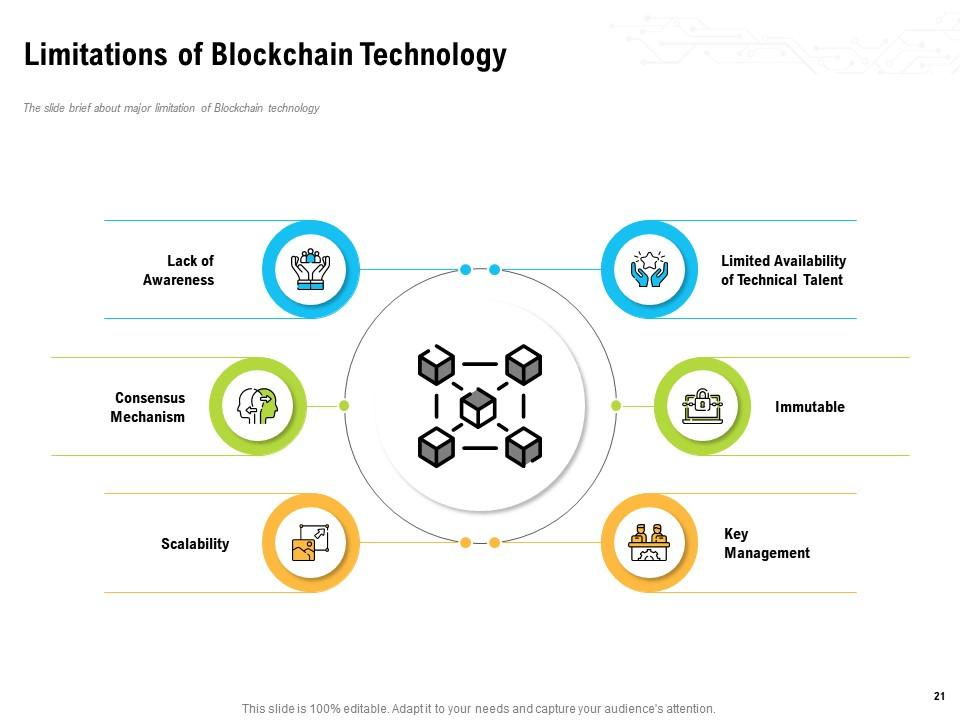 Limitations of Blockchain Technology
The slide brief about major limitation of Blockchain technology
Lack of
Awareness
Limited Availability
of Technical Talent
Consensus
Mechanism
Immutable
Scalability
Key
Management
21
This slide is 100% editable. Adapt it to your needs and capture your audience's attention.